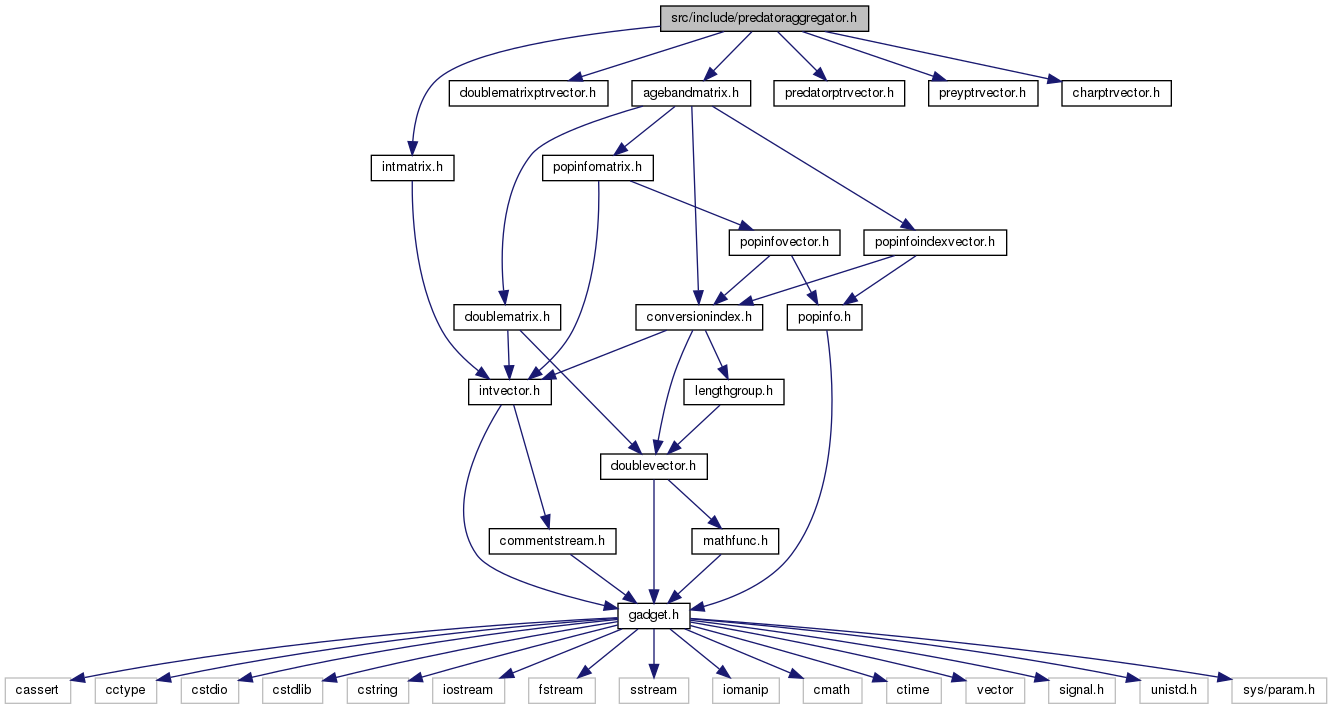 src/include/predatoraggregator.h
doublematrixptrvector.h
agebandmatrix.h
predatorptrvector.h
preyptrvector.h
charptrvector.h
intmatrix.h
popinfomatrix.h
popinfovector.h
popinfoindexvector.h
doublematrix.h
conversionindex.h
popinfo.h
intvector.h
lengthgroup.h
doublevector.h
commentstream.h
mathfunc.h
gadget.h
cassert
cctype
cstdio
cstdlib
cstring
iostream
fstream
sstream
iomanip
cmath
ctime
vector
signal.h
unistd.h
sys/param.h